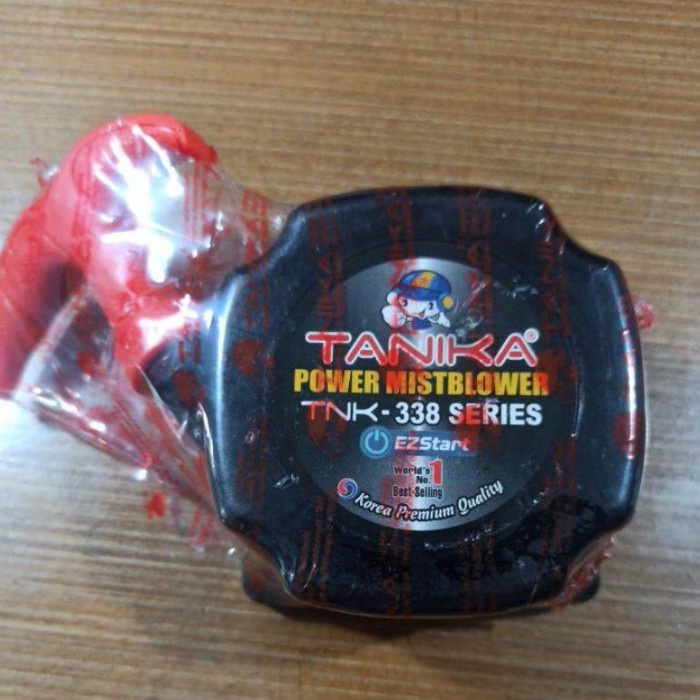 TANIKA®
POWER MISTBLOWER
TNK - 338 SERIES
EZStart
World's
No. 1
Best-Selling
Korea Premium Quality